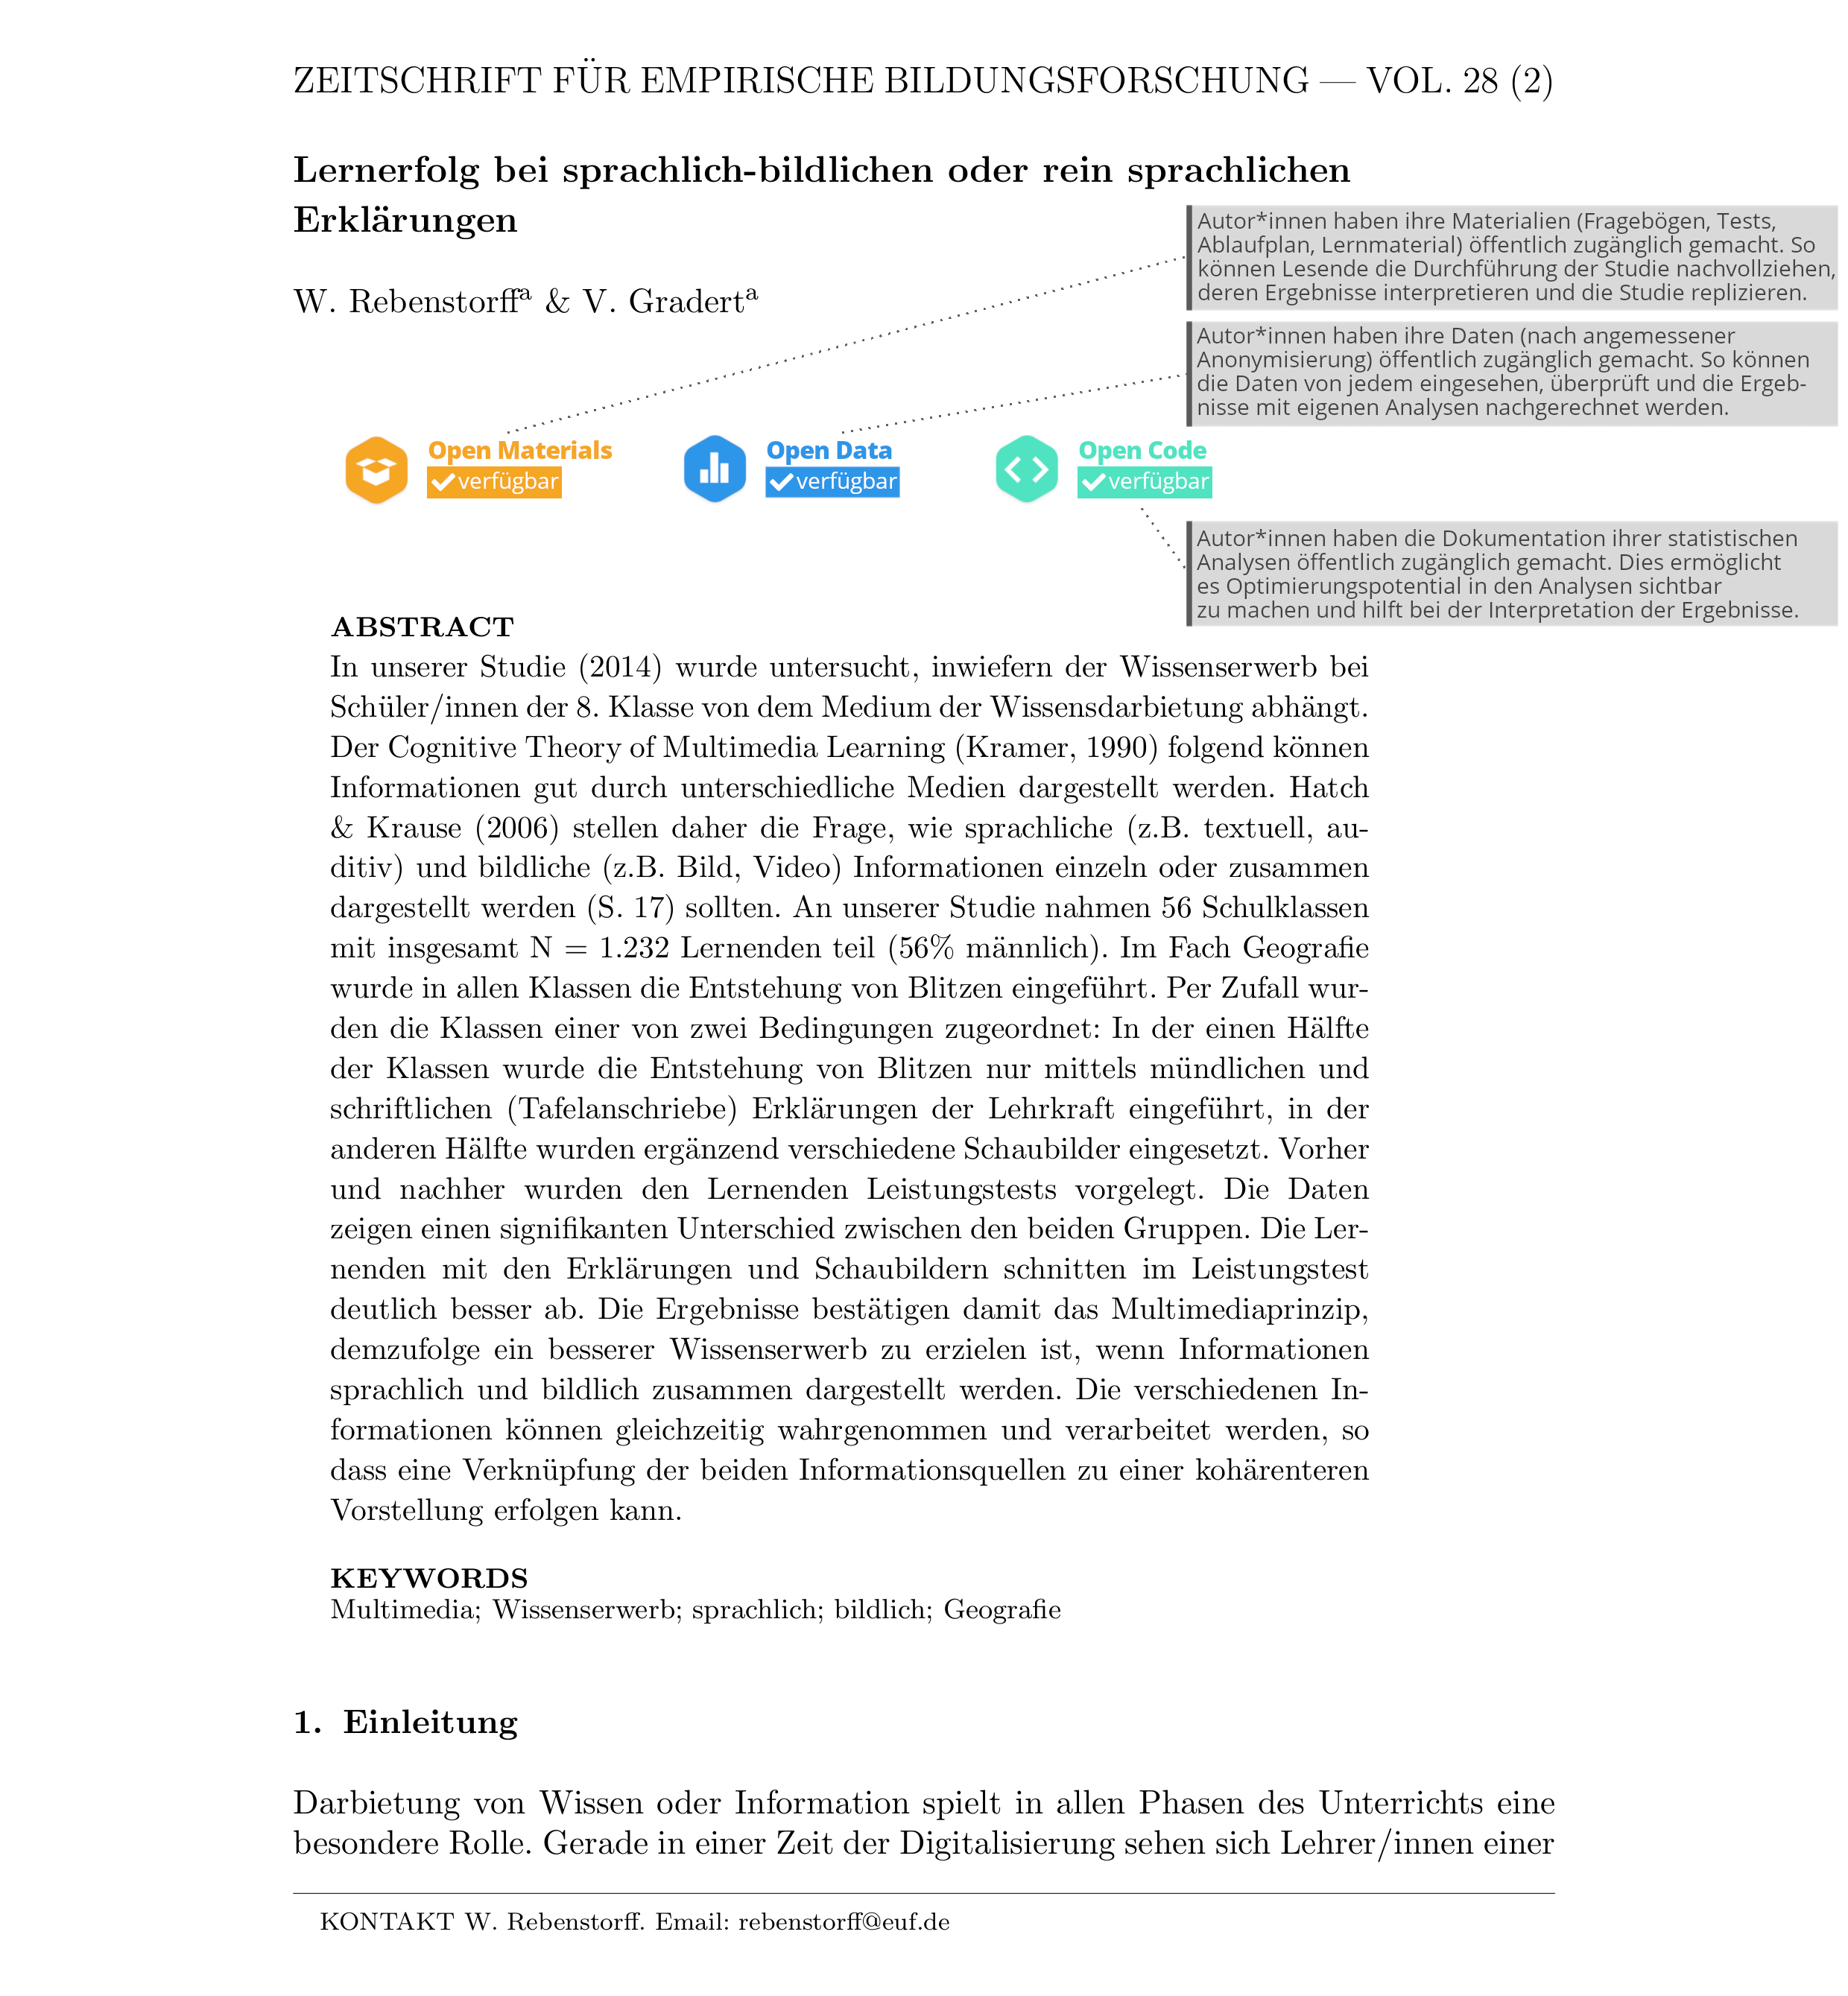 ZEITSCHRIFT FÜR EMPIRISCHE BILDUNGSFORSCHUNG — VOL. 28 (2)
Lernerfolg bei sprachlich-bildlichen oder rein sprachlichen
Erklärungen
W. Rebenstorffᵃ & V. Gradertᵃ
Autor*innen haben ihre Materialien (Fragebögen, Tests,
Ablaufplan, Lernmaterial) öffentlich zugänglich gemacht. So
können Lesende die Durchführung der Studie nachvollziehen,
deren Ergebnisse interpretieren und die Studie replizieren.
Autor*innen haben ihre Daten (nach angemessener
Anonymisierung) öffentlich zugänglich gemacht. So können
die Daten von jedem eingesehen, überprüft und die Ergeb-
nisse mit eigenen Analysen nachgerechnet werden.
Open Materials
verfügbar
Open Data
verfügbar
Open Code
verfügbar
Autor*innen haben die Dokumentation ihrer statistischen
Analysen öffentlich zugänglich gemacht. Dies ermöglicht
es Optimierungspotential in den Analysen sichtbar
zu machen und hilft bei der Interpretation der Ergebnisse.
ABSTRACT
In unserer Studie (2014) wurde untersucht, inwiefern der Wissenserwerb bei
Schüler/innen der 8. Klasse von dem Medium der Wissensdarbietung abhängt.
Der Cognitive Theory of Multimedia Learning (Kramer, 1990) folgend können
Informationen gut durch unterschiedliche Medien dargestellt werden. Hatch
& Krause (2006) stellen daher die Frage, wie sprachliche (z.B. textuell, au-
ditiv) und bildliche (z.B. Bild, Video) Informationen einzeln oder zusammen
dargestellt werden (S. 17) sollten. An unserer Studie nahmen 56 Schulklassen
mit insgesamt N = 1.232 Lernenden teil (56% männlich). Im Fach Geografie
wurde in allen Klassen die Entstehung von Blitzen eingeführt. Per Zufall wur-
den die Klassen einer von zwei Bedingungen zugeordnet: In der einen Hälfte
der Klassen wurde die Entstehung von Blitzen nur mittels mündlichen und
schriftlichen (Tafelanschriebe) Erklärungen der Lehrkraft eingeführt, in der
anderen Hälfte wurden ergänzend verschiedene Schaubilder eingesetzt. Vorher
und nachher wurden den Lernenden Leistungstests vorgelegt. Die Daten
zeigen einen signifikanten Unterschied zwischen den beiden Gruppen. Die Ler-
nenden mit den Erklärungen und Schaubildern schnitten im Leistungstest
deutlich besser ab. Die Ergebnisse bestätigen damit das Multimediaprinzip,
demzufolge ein besserer Wissenserwerb zu erzielen ist, wenn Informationen
sprachlich und bildlich zusammen dargestellt werden. Die verschiedenen In-
formationen können gleichzeitig wahrgenommen und verarbeitet werden, so
dass eine Verknüpfung der beiden Informationsquellen zu einer kohärenteren
Vorstellung erfolgen kann.
KEYWORDS
Multimedia; Wissenserwerb; sprachlich; bildlich; Geografie
1. Einleitung
Darbietung von Wissen oder Information spielt in allen Phasen des Unterrichts eine
besondere Rolle. Gerade in einer Zeit der Digitalisierung sehen sich Lehrer/innen einer
KONTAKT W. Rebenstorff. Email: rebenstorff@euf.de